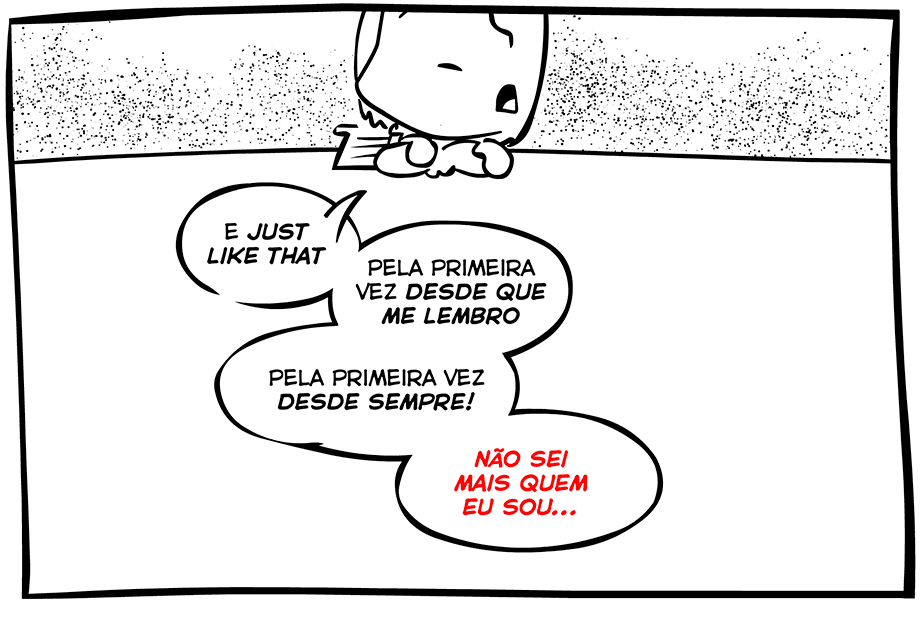 E JUST
LIKE THAT
PELA PRIMEIRA
VEZ DESDE QUE
ME LEMBRO
PELA PRIMEIRA VEZ
DESDE SEMPRE!
NÃO SEI
MAIS QUEM
EU SOU...